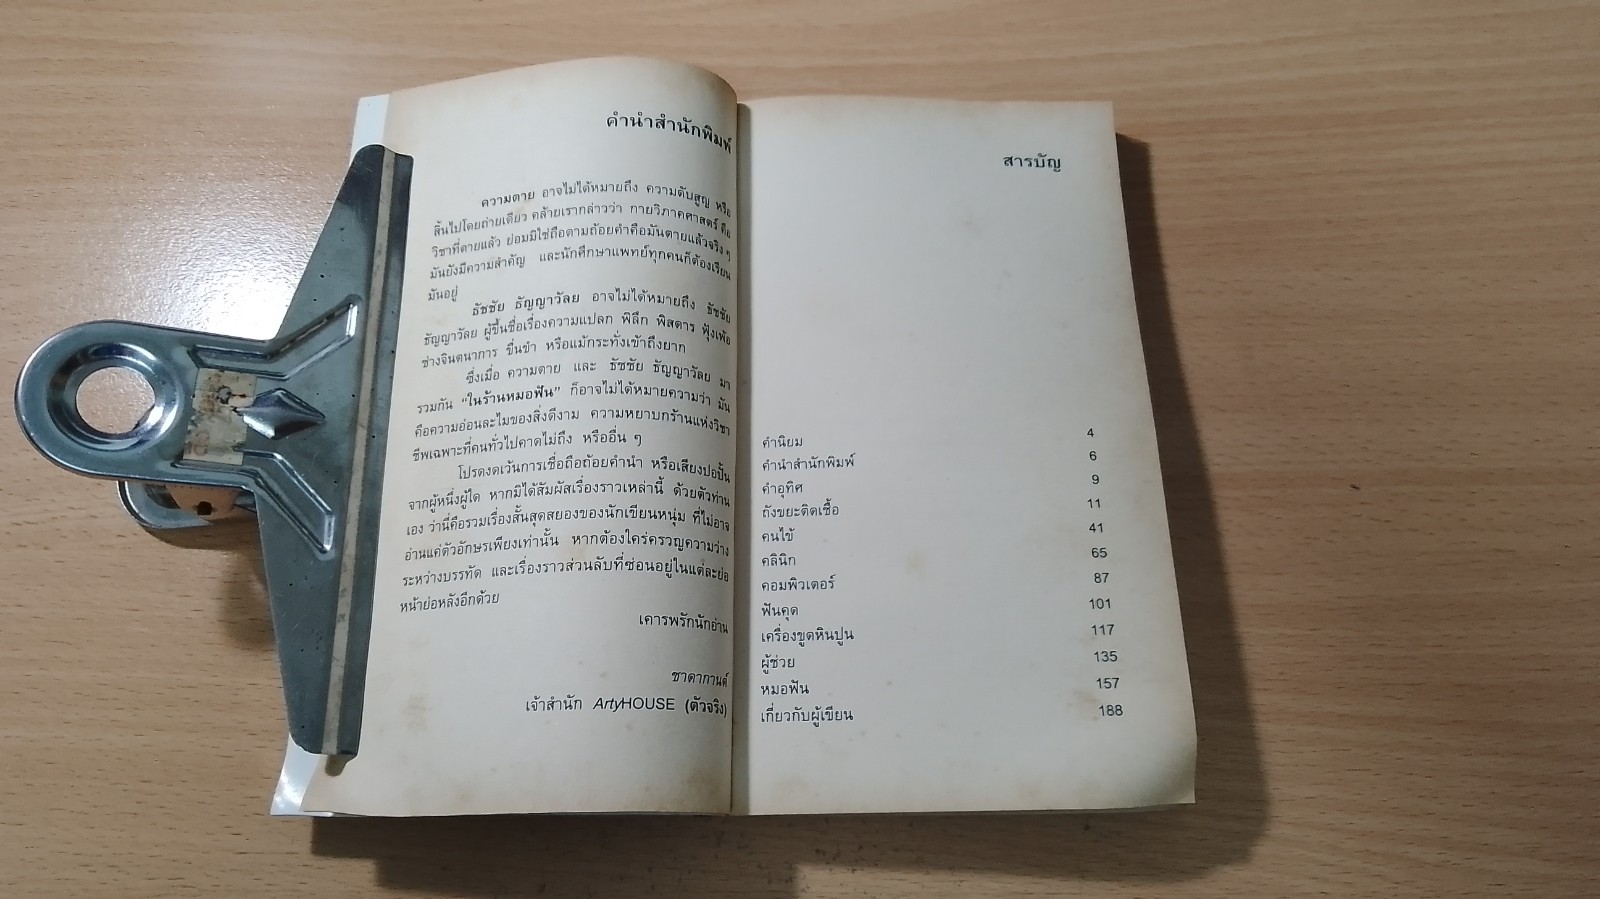 คำนำสำนักพิมพ์
ความตาย อาจไม่ได้หมายถึง ความดับสูญ หรือ
สิ้นไปโดยถ่ายเดียว คล้ายเรากล่าวว่า กายวิภาคศาสตร์ คือ
วิชาที่ตายแล้ว ย่อมมิใช่ถือตามถ้อยคำคือมันตายแล้วจริง ๆ
มันยังมีความสำคัญ และนักศึกษาแพทย์ทุกคนก็ต้องเรียน
มันอยู่
ธัชชัย ธัญญาวัลย อาจไม่ได้หมายถึง ธัชชัย
ธัญญาวัลย ผู้ขึ้นชื่อเรื่องความแปลก พิลึก พิสดาร ฟุ้งเฟ้อ
ช่างจินตนาการ ขื่นขำ หรือแม้กระทั่งเข้าถึงยาก
ซึ่งเมื่อ ความตาย และ ธัชชัย ธัญญาวัลย มา
รวมกัน "ในร้านหมอฟัน" ก็อาจไม่ได้หมายความว่า มัน
คือความอ่อนละไมของสิ่งดีงาม ความหยาบกร้านแห่งวิชา
ชีพเฉพาะที่คนทั่วไปคาดไม่ถึง หรืออื่น ๆ
โปรดงดเว้นการเชื่อถือถ้อยคำนำ หรือเสียงปอปั้น
จากผู้หนึ่งผู้ใด หากมิได้สัมผัสเรื่องราวเหล่านี้ ด้วยตัวท่าน
เอง ว่านี่คือรวมเรื่องสั้นสุดสยองของนักเขียนหนุ่ม ที่ไม่อาจ
อ่านแค่ตัวอักษรเพียงเท่านั้น หากต้องใคร่ครวญความว่าง
ระหว่างบรรทัด และเรื่องราวส่วนลับที่ซ่อนอยู่ในแต่ละย่อ
หน้าย่อหลังอีกด้วย
เคารพรักนักอ่าน
ชาดากานต์
เจ้าสำนัก ArtyHOUSE (ตัวจริง)
สารบัญ
คำนิยม 4
คำนำสำนักพิมพ์ 6
คำอุทิศ 9
ถังขยะติดเชื้อ 11
คนไข้ 41
คลินิก 65
คอมพิวเตอร์ 87
ฟันคุด 101
เครื่องขูดหินปูน 117
ผู้ช่วย 135
หมอฟัน 157
เกี่ยวกับผู้เขียน 188